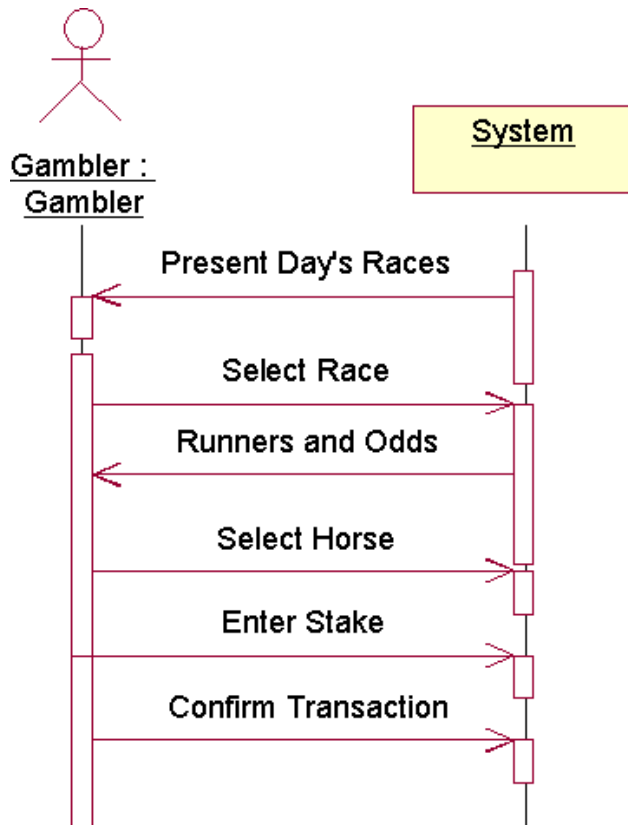 System
Gambler :
Gambler
Present Day's Races
Select Race
Runners and Odds
Select Horse
Enter Stake
Confirm Transaction